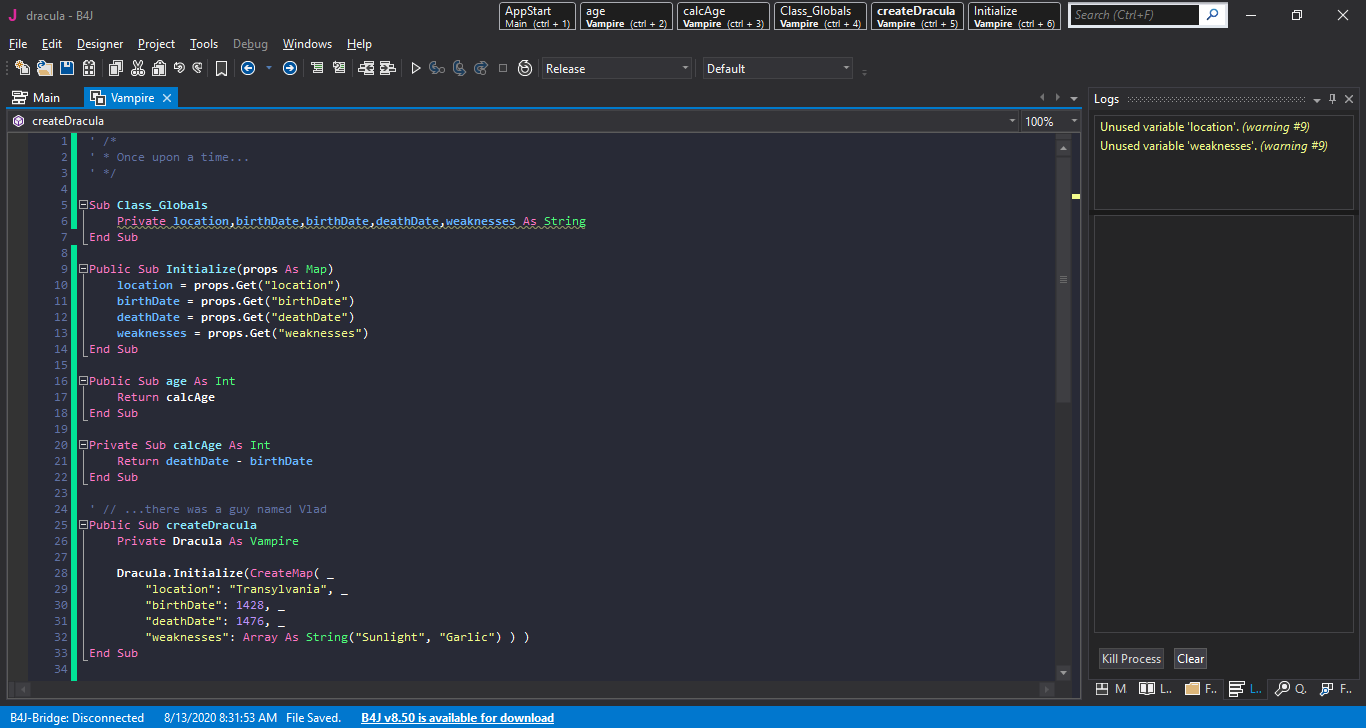 dracula - B4J
AppStart
Main (ctrl + 1)
age
Vampire (ctrl + 2)
calcAge
Vampire (ctrl + 3)
Class_Globals
Vampire (ctrl + 4)
createDracula
Vampire (ctrl + 5)
Initialize
Vampire (ctrl + 6)
Search (Ctrl+F)
File Edit Designer Project Tools Debug Windows Help
Release
Default
Main
Vampire
createDracula
100%
1 ' /*
2 ' * Once upon a time...
3 ' */
4
5 Sub Class_Globals
6 Private location,birthDate,birthDate,deathDate,weaknesses As String
7 End Sub
8
9 Public Sub Initialize(props As Map)
10 location = props.Get("location")
11 birthDate = props.Get("birthDate")
12 deathDate = props.Get("deathDate")
13 weaknesses = props.Get("weaknesses")
14 End Sub
15
16 Public Sub age As Int
17 Return calcAge
18 End Sub
19
20 Private Sub calcAge As Int
21 Return deathDate - birthDate
22 End Sub
23
24 ' // ...there was a guy named Vlad
25 Public Sub createDracula
26 Private Dracula As Vampire
27
28 Dracula.Initialize(CreateMap( _
29 "location": "Transylvania", _
30 "birthDate": 1428, _
31 "deathDate": 1476, _
32 "weaknesses": Array As String("Sunlight", "Garlic") ) )
33 End Sub
34
Logs
Unused variable 'location'. (warning #9)
Unused variable 'weaknesses'. (warning #9)
Kill Process
Clear
M L.. F.. L.. Q. F..
B4J-Bridge: Disconnected 8/13/2020 8:31:53 AM File Saved. B4J v8.50 is available for download